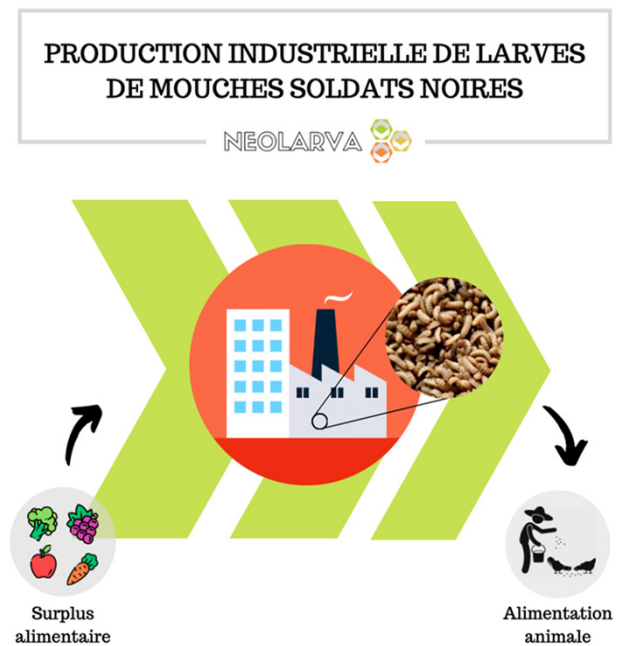 PRODUCTION INDUSTRIELLE DE LARVES
DE MOUCHES SOLDATS NOIRES
NEOLARVA
Surplus
alimentaire
Alimentation
animale